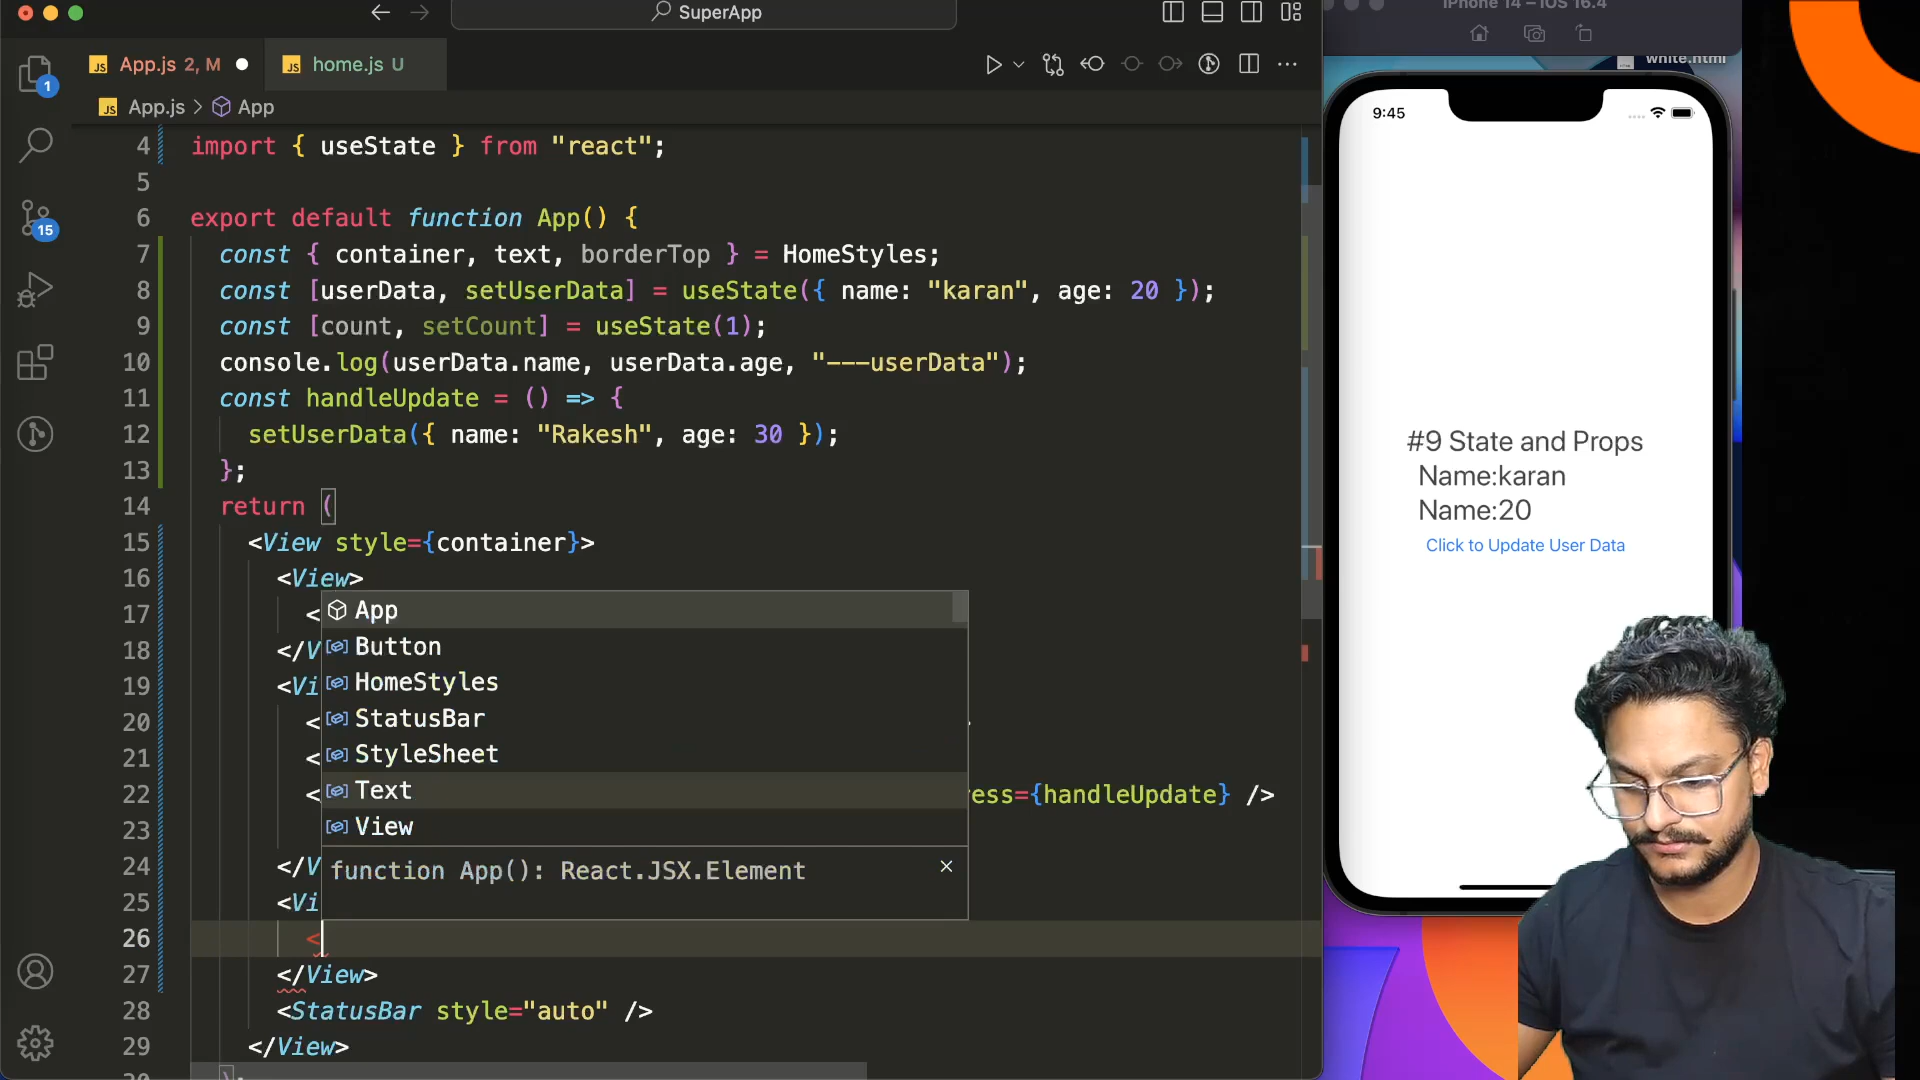 SuperApp
iPhone 14 – iOS 16.4
white.html
App.js 2, M
home.js U
App.js > App
1
15
4 import { useState } from "react";
5
6 export default function App() {
7 const { container, text, borderTop } = HomeStyles;
8 const [userData, setUserData] = useState({ name: "karan", age: 20 });
9 const [count, setCount] = useState(1);
10 console.log(userData.name, userData.age, "---userData");
11 const handleUpdate = () => {
12 setUserData({ name: "Rakesh", age: 30 });
13 };
14 return (
15 <View style={container}>
16 <View>
17 <
18 </V
19 <Vi
20 <
21 <
22 < ess={handleUpdate} />
23
24 </V
25 <Vi
26 <
27 </View>
28 <StatusBar style="auto" />
29 </View>
30 );
App
Button
HomeStyles
StatusBar
StyleSheet
Text
View
function App(): React.JSX.Element
9:45
#9 State and Props
Name:karan
Name:20
Click to Update User Data